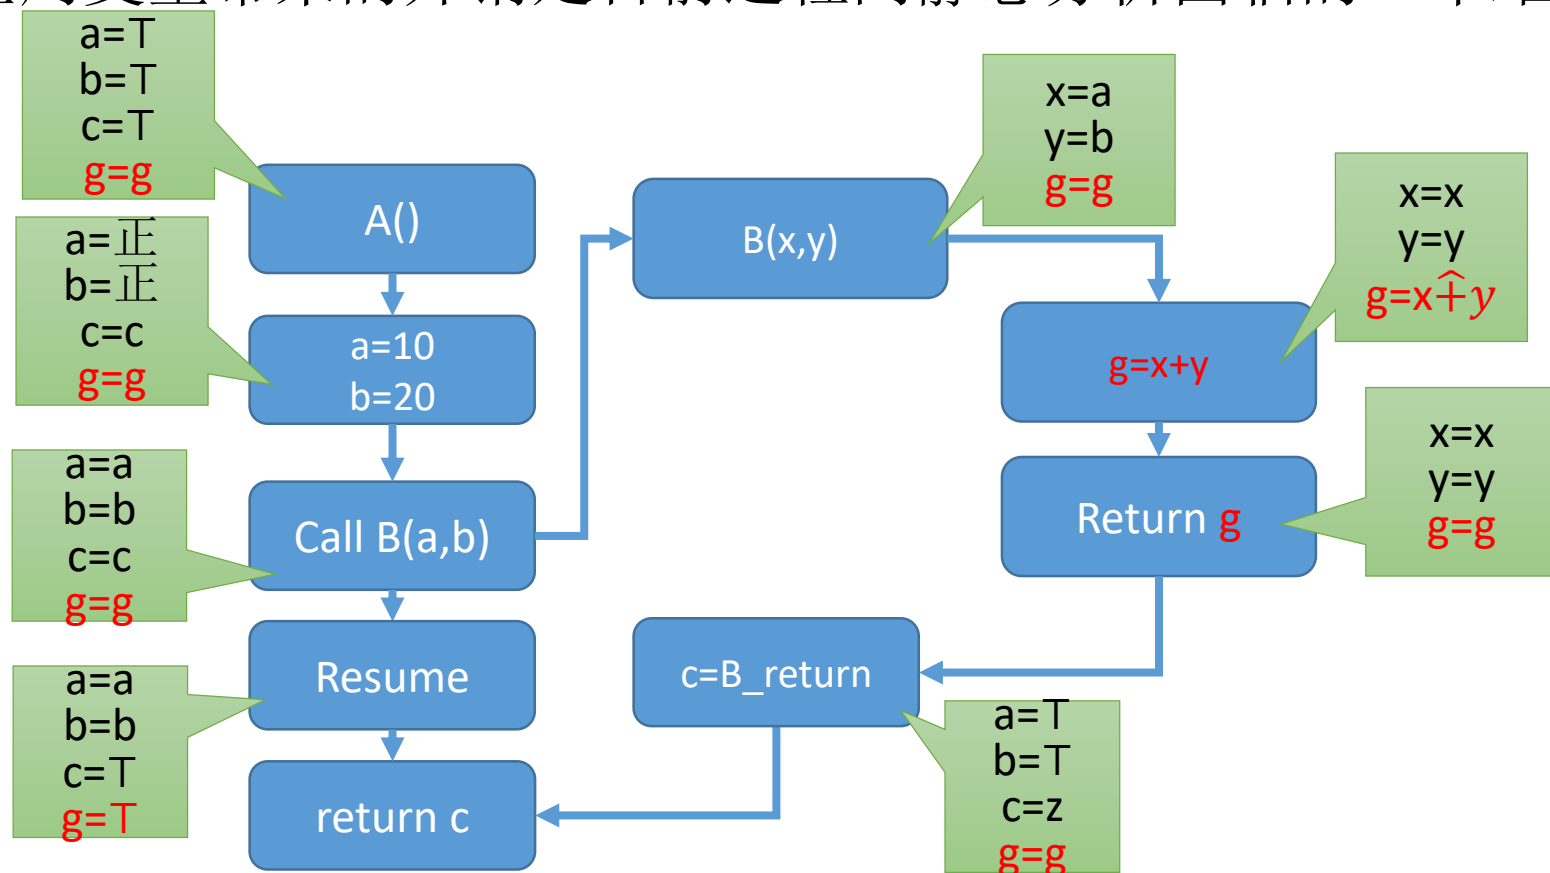 a=⊤
b=⊤
c=⊤
g=g
A()
a=正
b=正
c=c
g=g
a=10
b=20
a=a
b=b
c=c
g=g
Call B(a,b)
a=a
b=b
c=⊤
g=⊤
Resume
return c
B(x,y)
x=a
y=b
g=g
g=x+y
x=x
y=y
g=x+̂y
Return g
x=x
y=y
g=g
c=B_return
a=⊤
b=⊤
c=z
g=g